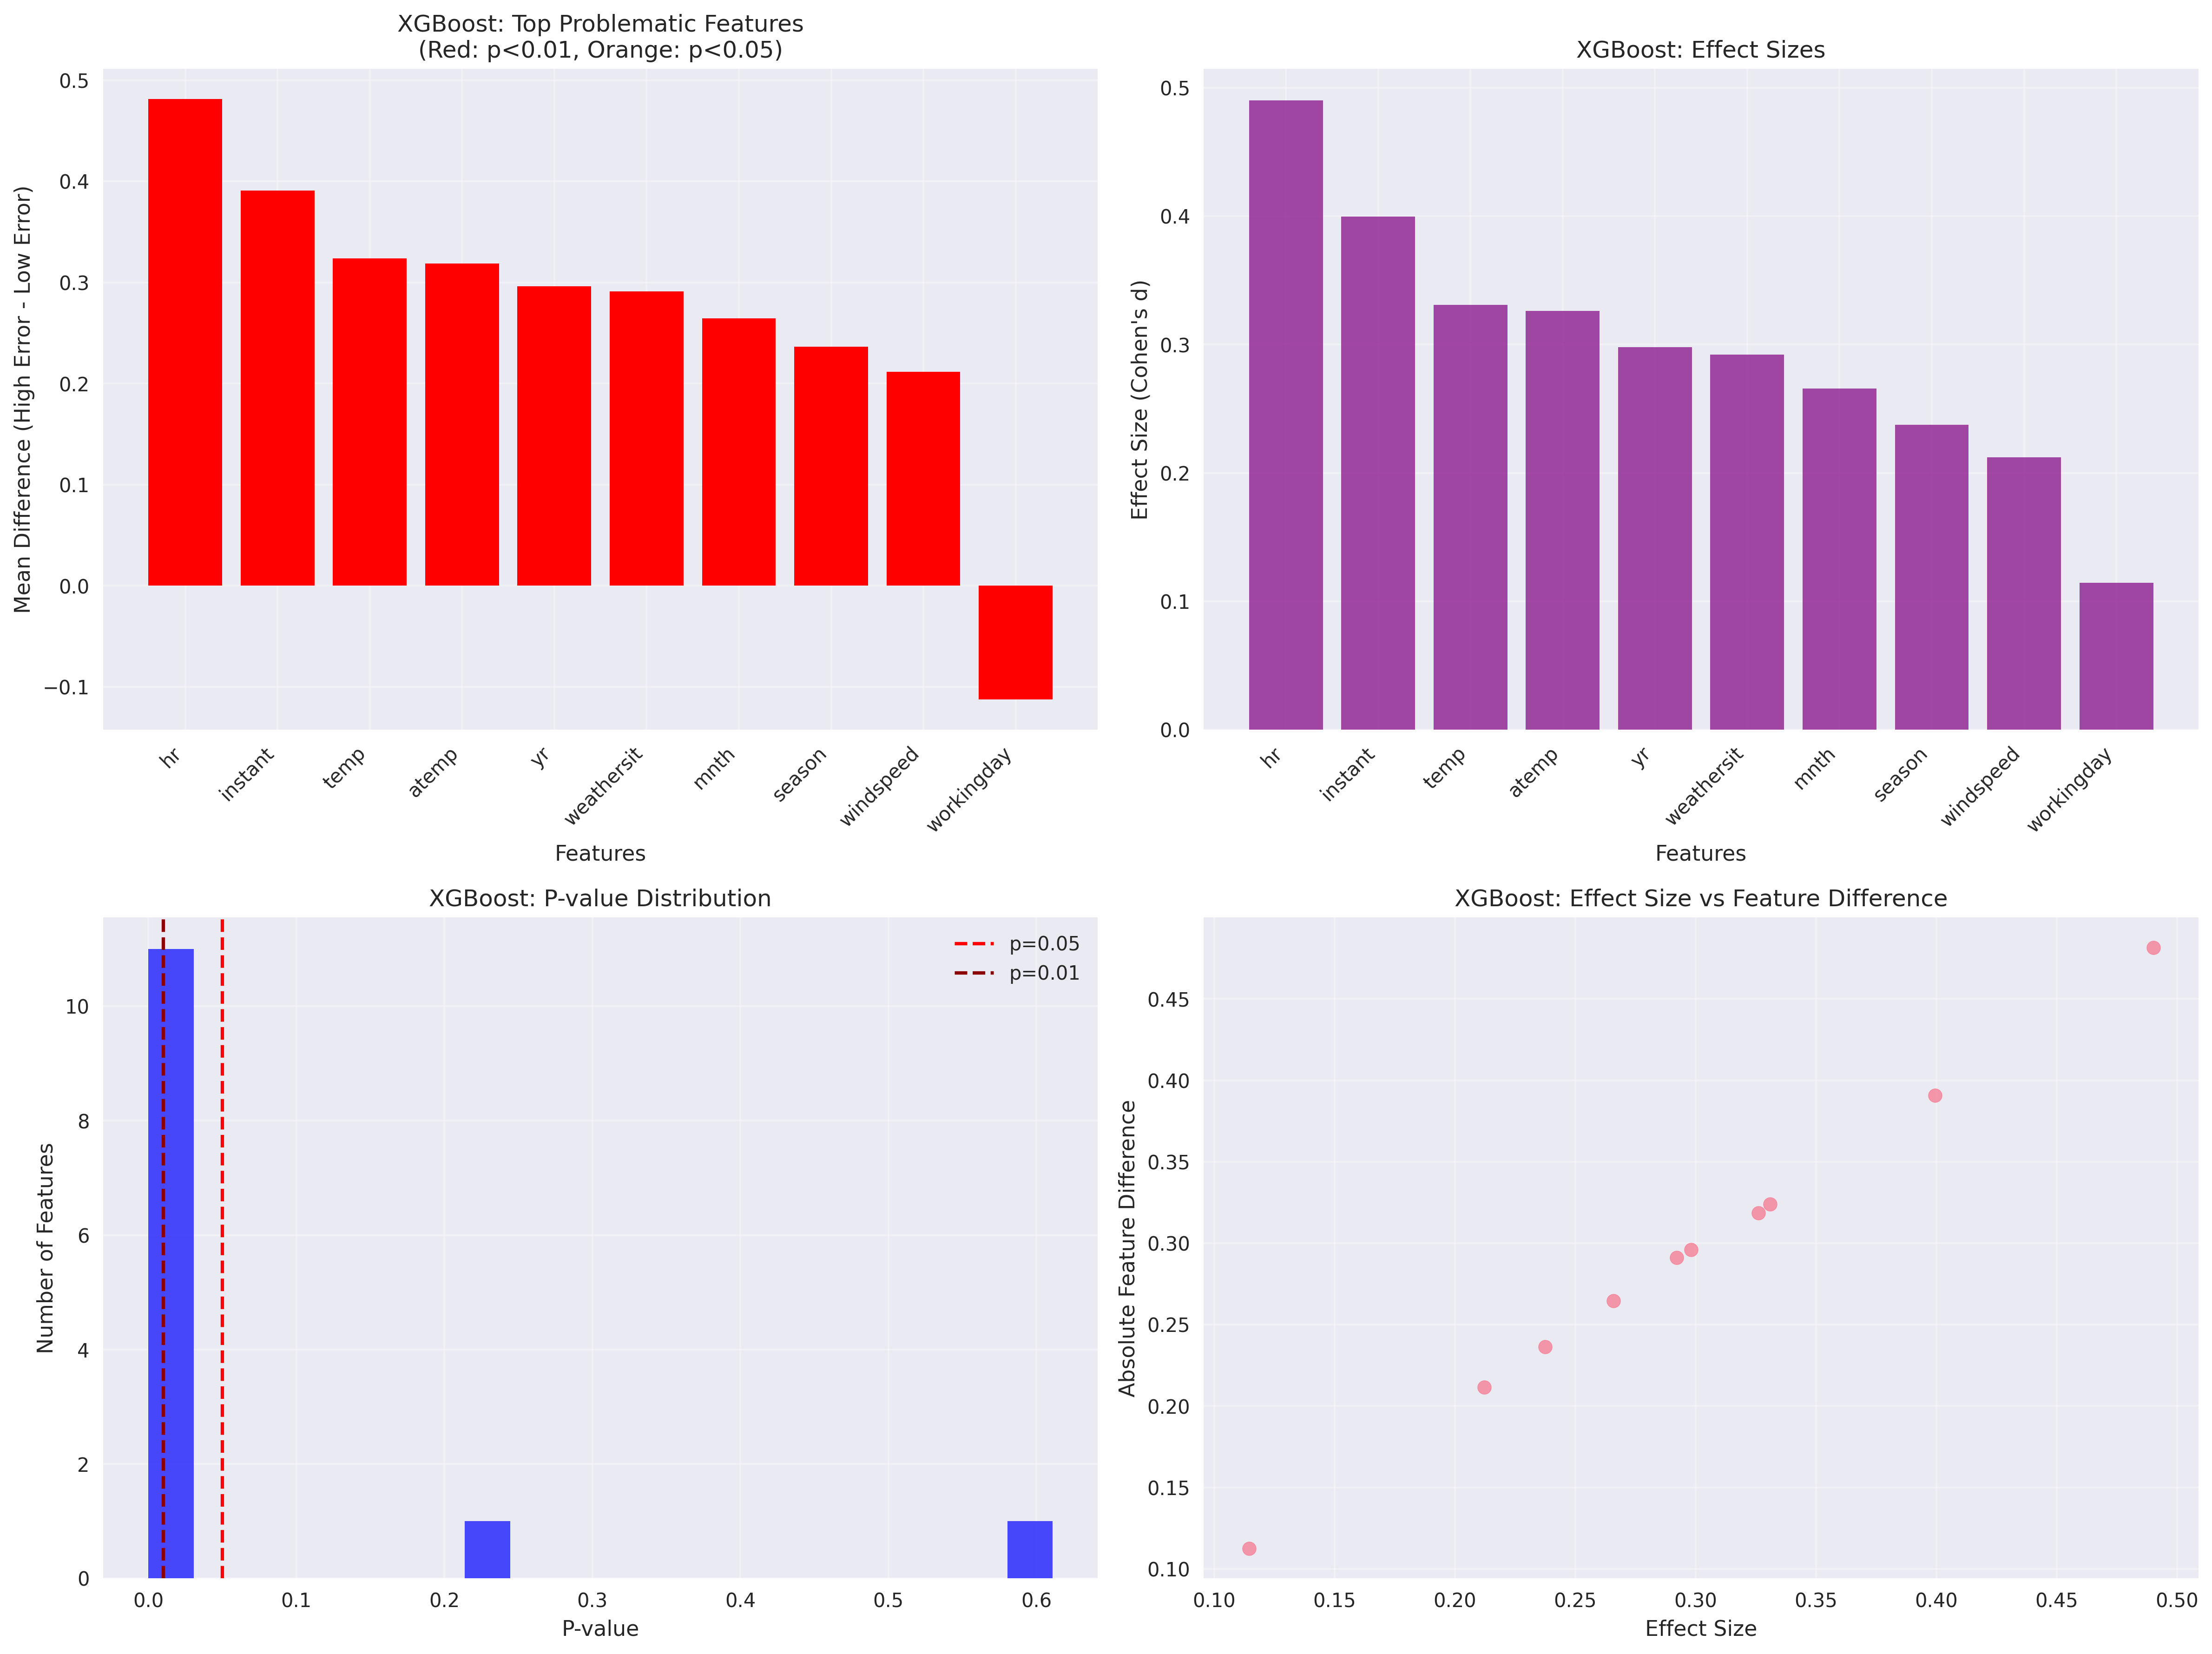 XGBoost: Top Problematic Features
(Red: p<0.01, Orange: p<0.05)
Mean Difference (High Error - Low Error)
0.5
0.4
0.3
0.2
0.1
0.0
−0.1
hr
instant
temp
atemp
yr
weathersit
mnth
season
windspeed
workingday
Features
XGBoost: Effect Sizes
Effect Size (Cohen's d)
0.5
0.4
0.3
0.2
0.1
0.0
hr
instant
temp
atemp
yr
weathersit
mnth
season
windspeed
workingday
Features
XGBoost: P-value Distribution
Number of Features
10
8
6
4
2
0
p=0.05
p=0.01
0.0 0.1 0.2 0.3 0.4 0.5 0.6
P-value
XGBoost: Effect Size vs Feature Difference
Absolute Feature Difference
0.45
0.40
0.35
0.30
0.25
0.20
0.15
0.10
0.10 0.15 0.20 0.25 0.30 0.35 0.40 0.45 0.50
Effect Size